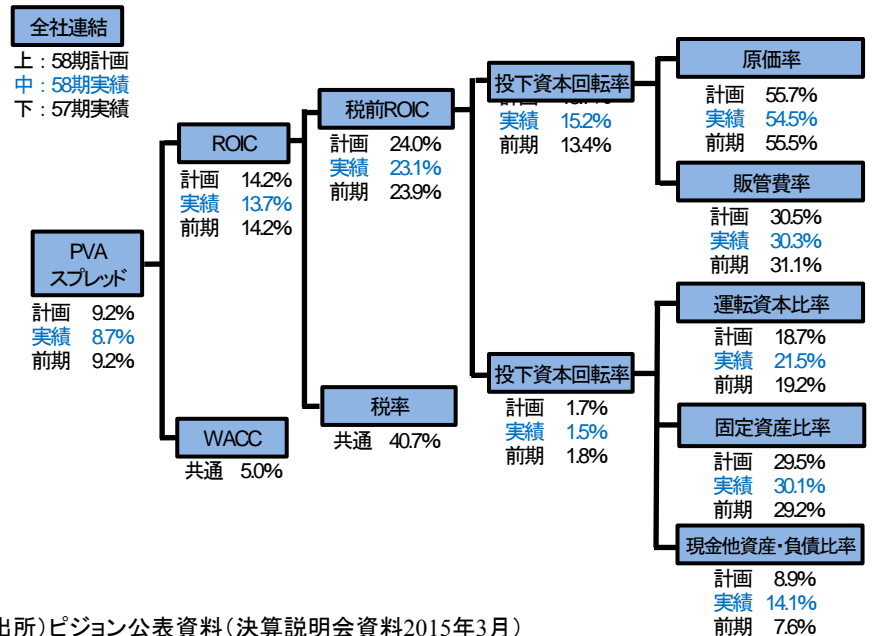 全社連結
上：58期計画
中：58期実績
下：57期実績
PVA
スプレッド
計画 9.2%
実績 8.7%
前期 9.2%
ROIC
計画 14.2%
実績 13.7%
前期 14.2%
WACC
共通 5.0%
税前ROIC
計画 24.0%
実績 23.1%
前期 23.9%
税率
共通 40.7%
投下資本回転率
実績 15.2%
前期 13.4%
投下資本回転率
計画 1.7%
実績 1.5%
前期 1.8%
原価率
計画 55.7%
実績 54.5%
前期 55.5%
販管費率
計画 30.5%
実績 30.3%
前期 31.1%
運転資本比率
計画 18.7%
実績 21.5%
前期 19.2%
固定資産比率
計画 29.5%
実績 30.1%
前期 29.2%
現金他資産・負債比率
計画 8.9%
実績 14.1%
前期 7.6%
出所）ピジョン公表資料（決算説明会資料2015年3月）